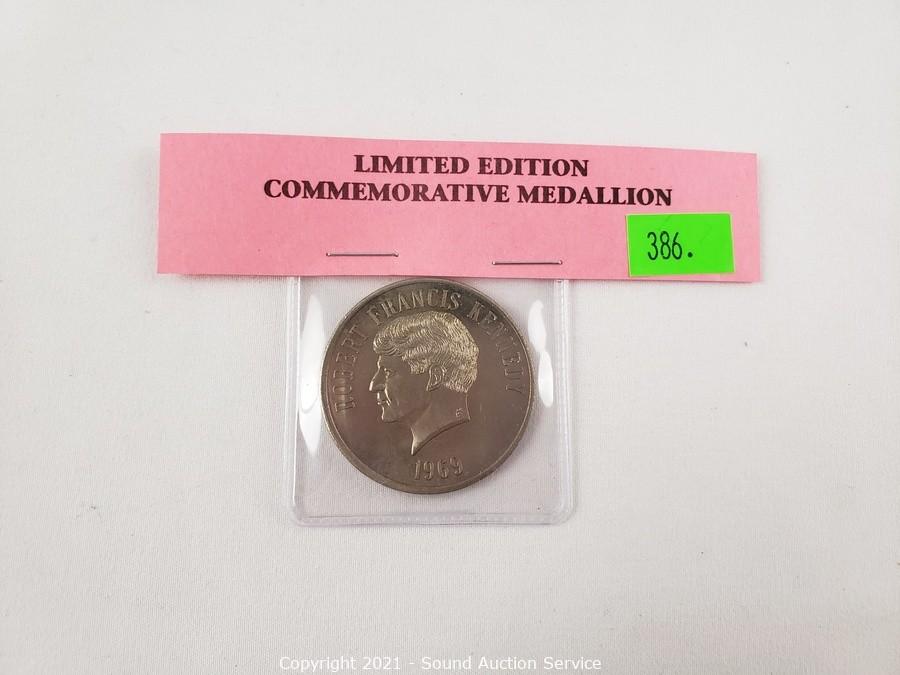 LIMITED EDITION
COMMEMORATIVE MEDALLION
386.
ROBERT FRANCIS KENNEDY
1969
Copyright 2021 - Sound Auction Service